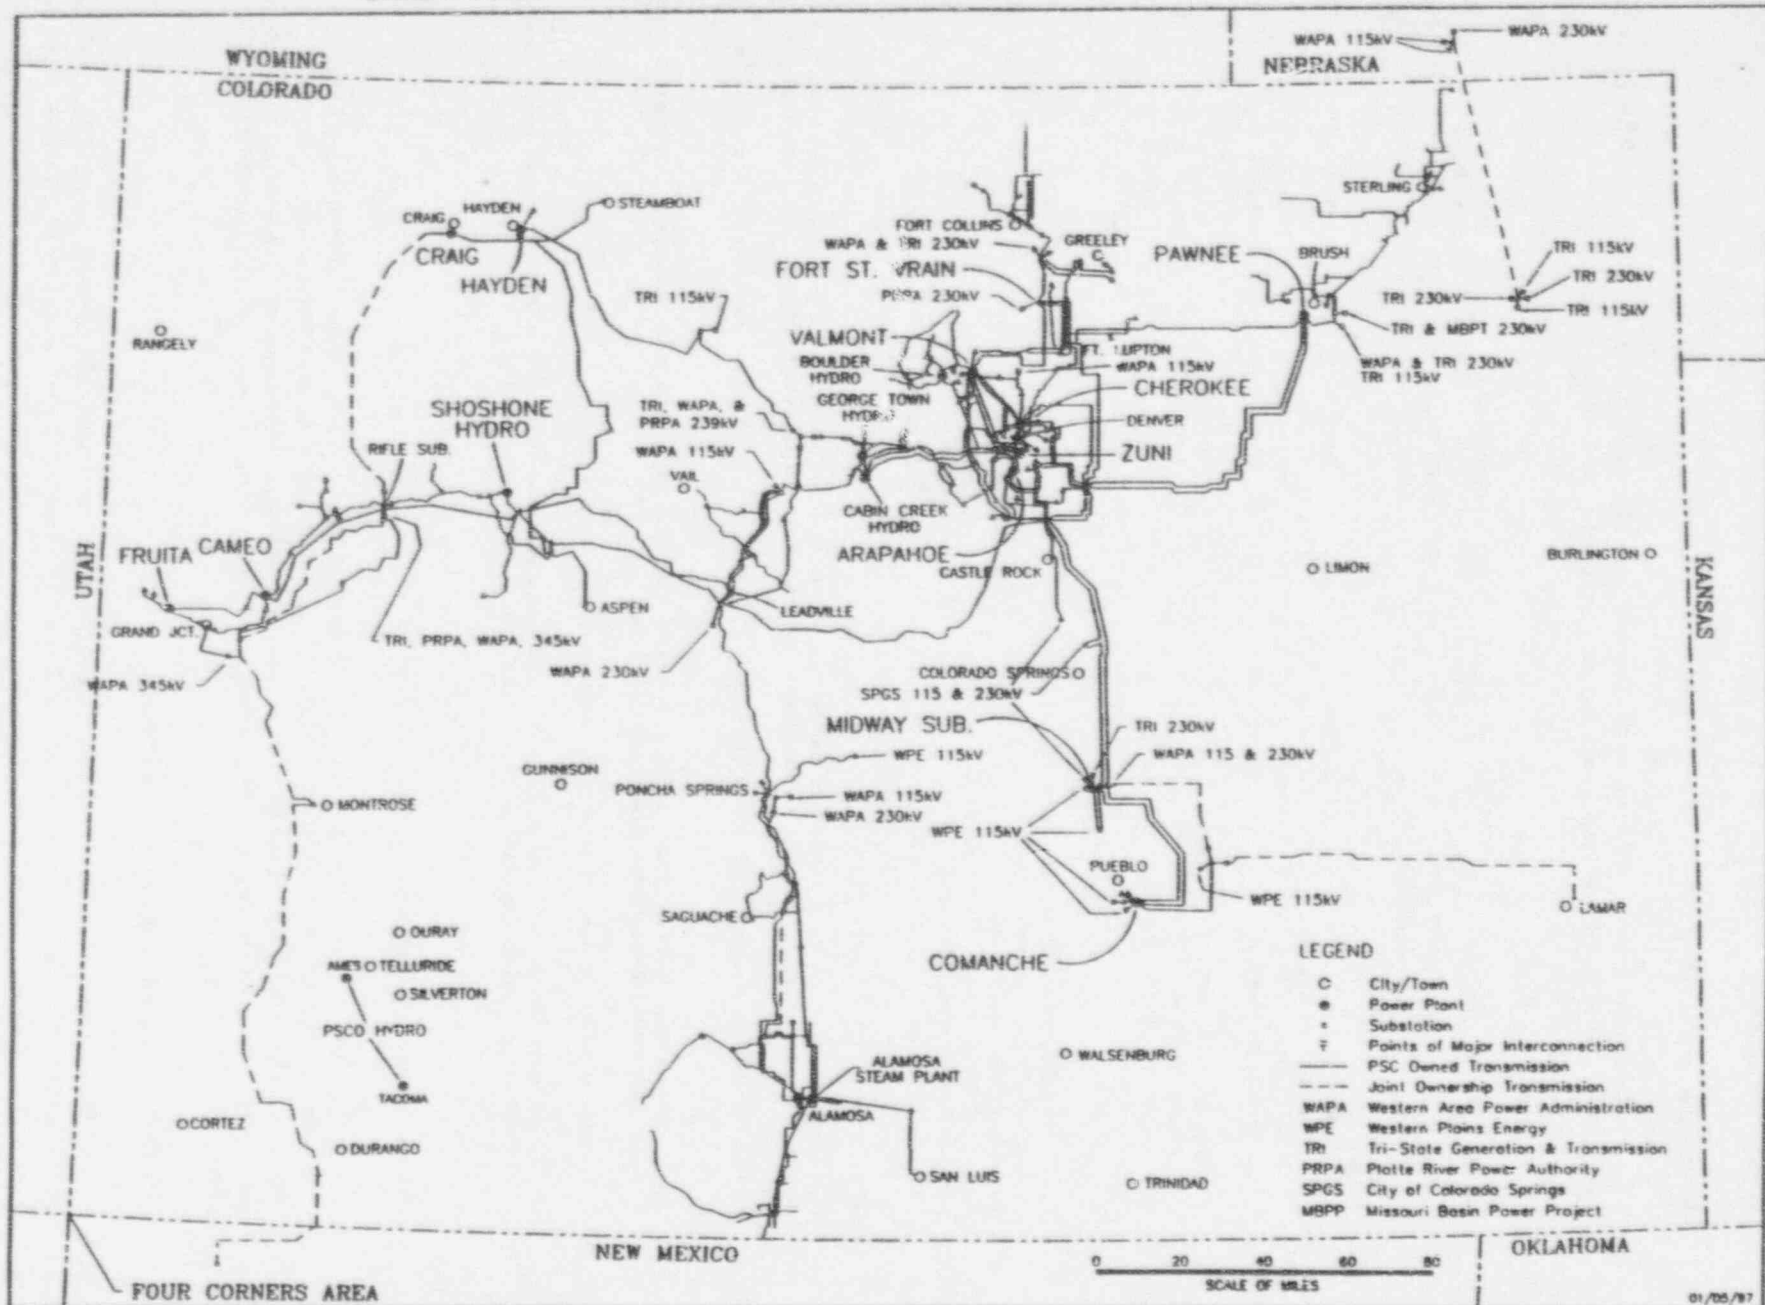 WAPA 115kV
WAPA 230kV
WYOMING
COLORADO
NEBRASKA
STEAMBOAT
HAYDEN
CRAIG
CRAIG
HAYDEN
FORT COLLINS
WAPA & TRI 230kV
GREELEY
STERLING
FORT ST. VRAIN
PRPA 230kV
PAWNEE
BRUSH
TRI 115kV
TRI 230kV
TRI 230kV
TRI 115kV
TRI & MBPT 230kV
WAPA & TRI 230kV
TRI 115kV
TRI 115kV
RANGELY
VALMONT
BOULDER
HYDRO
FT. LUPTON
WAPA 115kV
CHEROKEE
GEORGE TOWN
HYDRO
DENVER
ZUNI
SHOSHONE
HYDRO
TRI, WAPA, &
PRPA 239kV
WAPA 115kV
VAIL
RIFLE SUB.
CABIN CREEK
HYDRO
ARAPAHOE
CASTLE ROCK
LIMON
BURLINGTON
UTAH
KANSAS
FRUITA
CAMEO
GRAND JCT.
ASPEN
LEADVILLE
TRI, PRPA, WAPA, 345kV
WAPA 345kV
WAPA 230kV
COLORADO SPRINGS
SPGS 115 & 230kV
MIDWAY SUB.
TRI 230kV
WAPA 115 & 230kV
WPE 115kV
GUNNISON
PONCHA SPRINGS
WAPA 115kV
WAPA 230kV
MONTROSE
WPE 115kV
PUEBLO
WPE 115kV
LAMAR
SAGUACHE
COMANCHE
OURAY
AMES
TELLURIDE
SILVERTON
PSCO HYDRO
TACOMA
CORTEZ
DURANGO
ALAMOSA
STEAM PLANT
ALAMOSA
WALSENBURG
SAN LUIS
TRINIDAD
LEGEND
City/Town
Power Plant
Substation
Points of Major Interconnection
PSC Owned Transmission
Joint Ownership Transmission
WAPA Western Area Power Administration
WPE Western Plains Energy
TRI Tri-State Generation & Transmission
PRPA Platte River Power Authority
SPGS City of Colorado Springs
MBPP Missouri Basin Power Project
NEW MEXICO
OKLAHOMA
FOUR CORNERS AREA
0 20 40 60 80
SCALE OF MILES
01/05/97